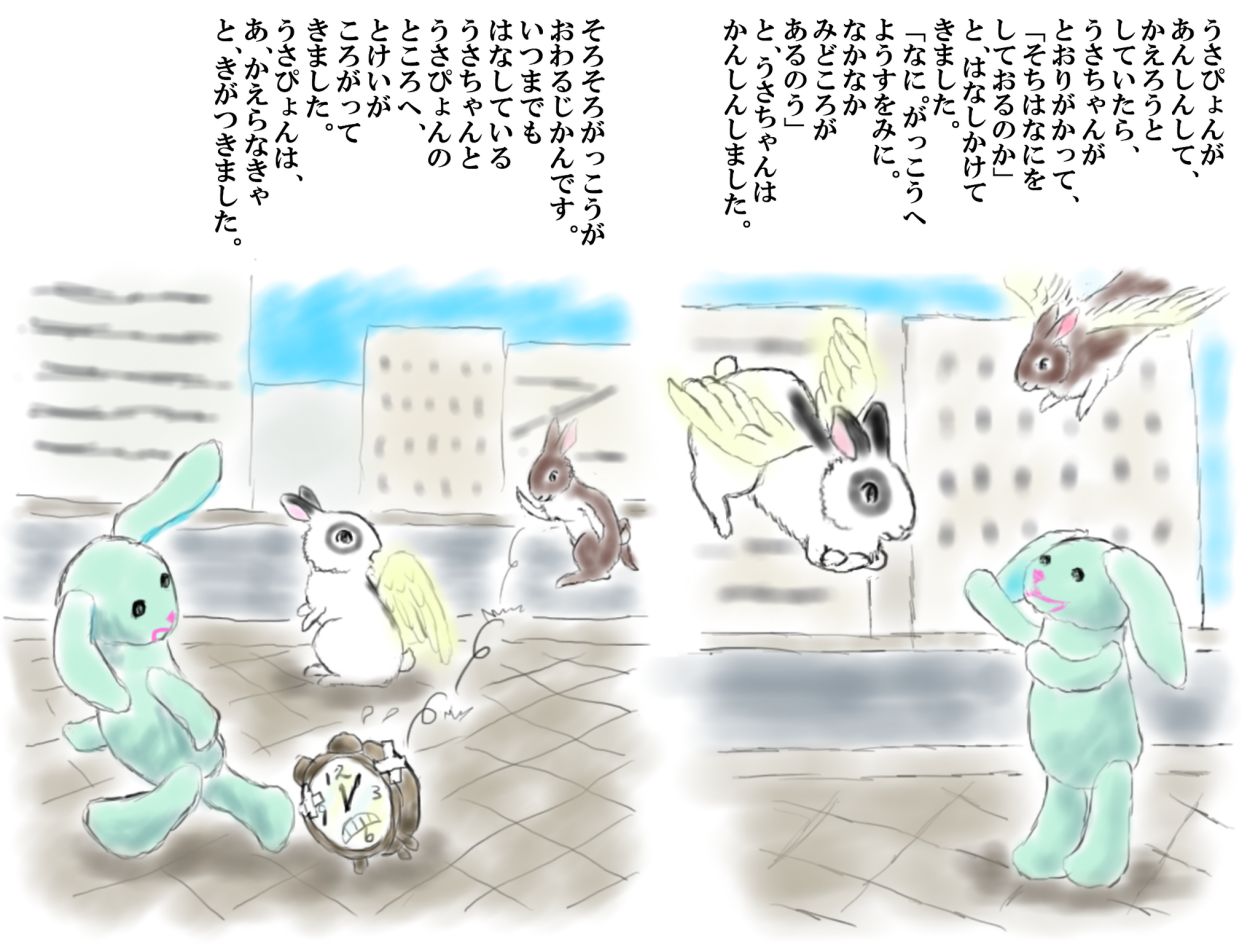 うさぴょんが
あんしんして、
かえろうと
していたら、
うさちゃんが
とおりがかって、
「そちはなにを
しておるのか」
と、はなしかけて
きました。
「なに。がっこうへ
ようすをみに。
なかなか
みどころが
あるのう」
と、うさちゃんは
かんしんしました。
そろそろがっこうが
おわるじかんです。
いつまでも
はなしている
うさちゃんと
うさぴょんの
ところへ、
とけいが
ころがって
きました。
うさぴょんは、
あ、かえらなきゃ
と、きがつきました。
3
6